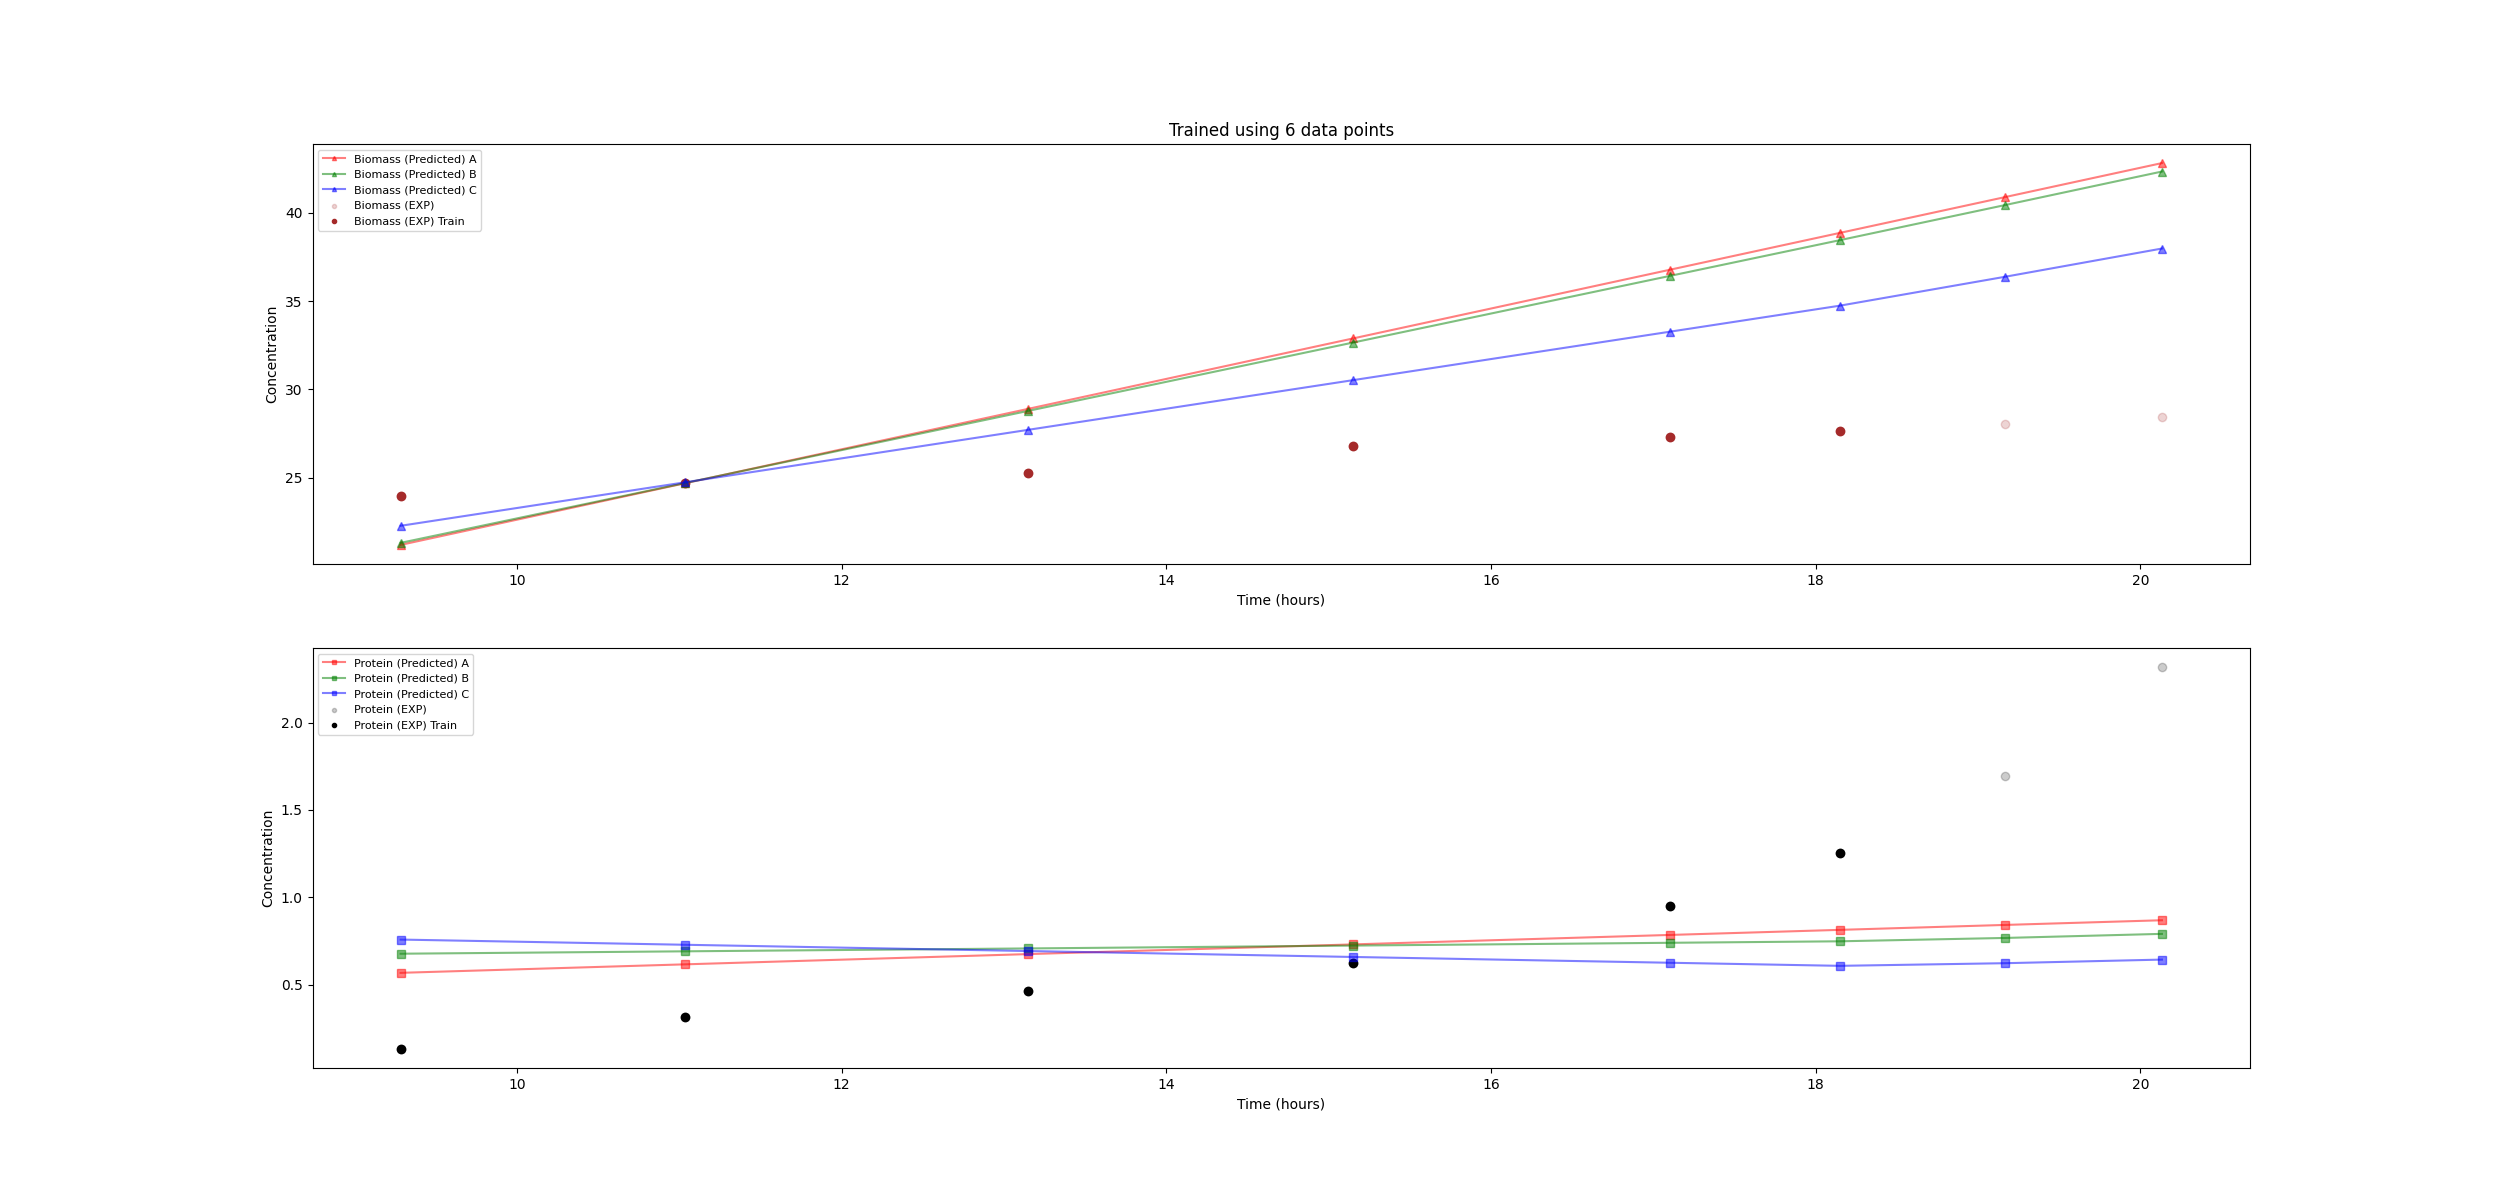 Trained using 6 data points
Biomass (Predicted) A
Biomass (Predicted) B
Biomass (Predicted) C
Biomass (EXP)
Biomass (EXP) Train
40
35
30
25
Concentration
10 12 14 16 18 20
Time (hours)
Protein (Predicted) A
Protein (Predicted) B
Protein (Predicted) C
Protein (EXP)
Protein (EXP) Train
2.0
1.5
1.0
0.5
Concentration
10 12 14 16 18 20
Time (hours)